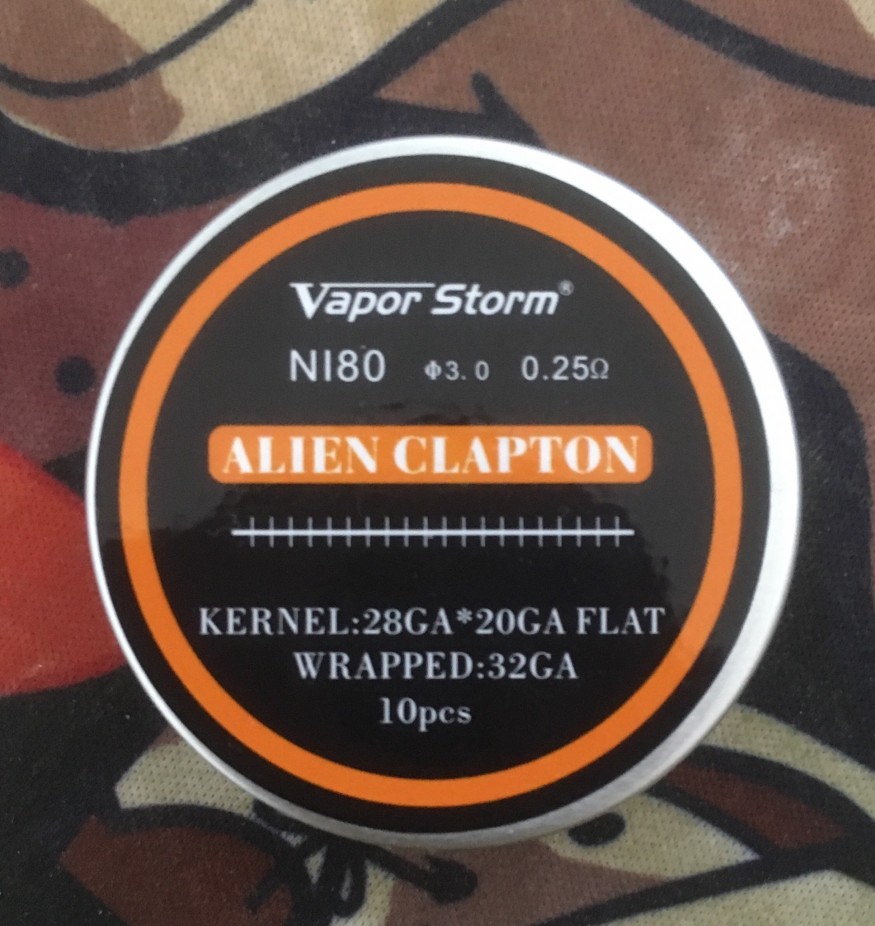 Vapor Storm®
NI80 Φ3.0 0.25Ω
ALIEN CLAPTON
KERNEL:28GA*20GA FLAT
WRAPPED:32GA
10pcs